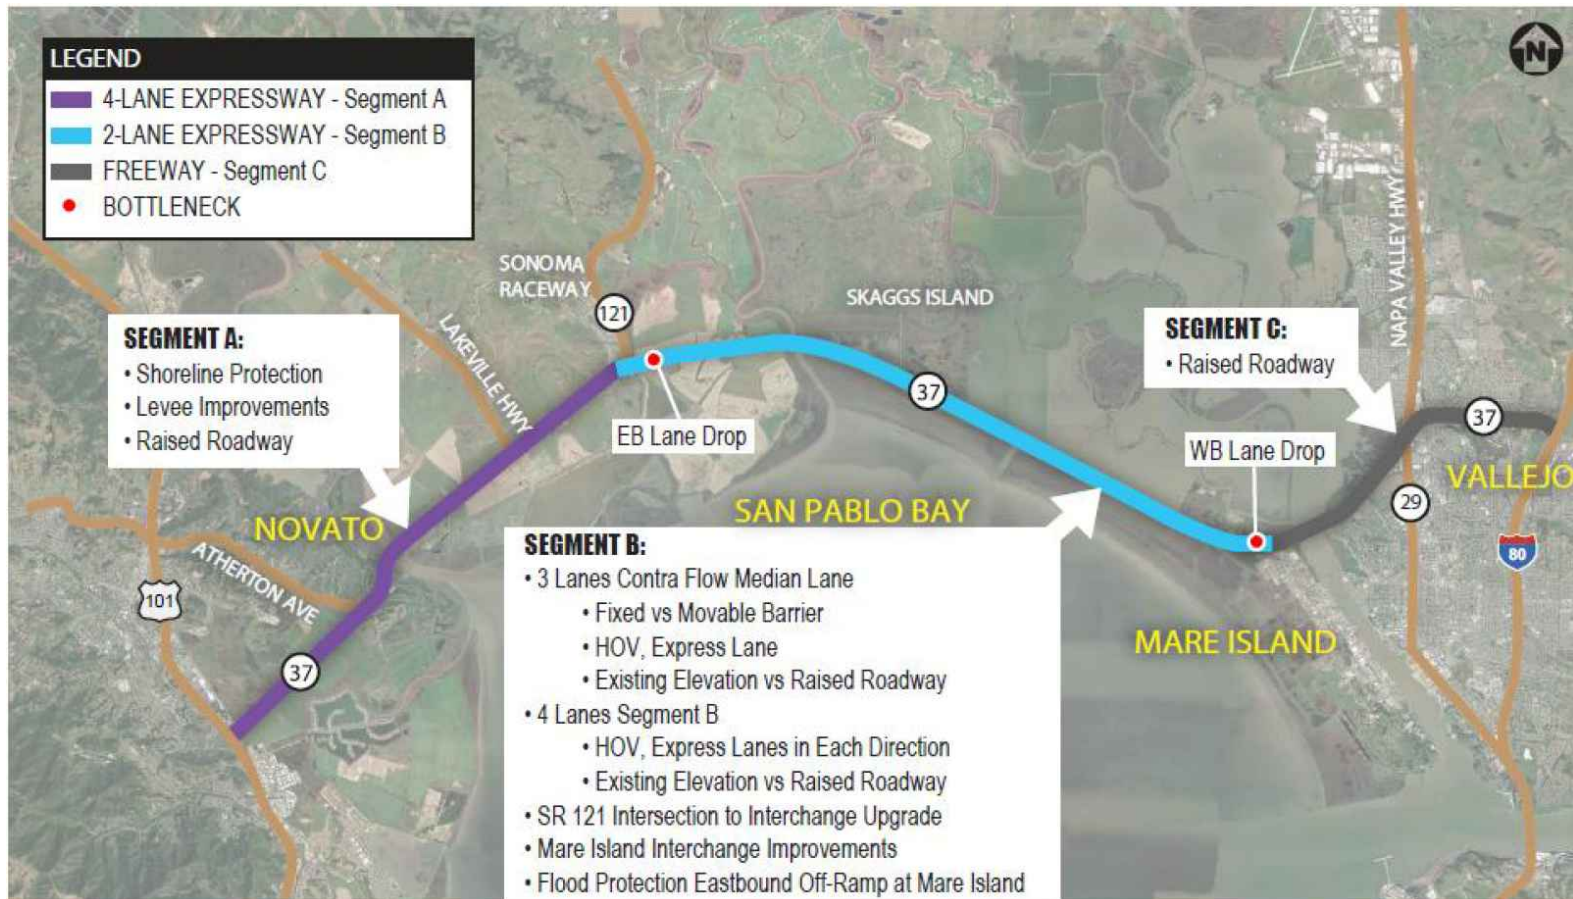 LEGEND
4-LANE EXPRESSWAY - Segment A
2-LANE EXPRESSWAY - Segment B
FREEWAY - Segment C
BOTTLENECK
N
SONOMA
RACEWAY
121
SKAGGS ISLAND
NAPA VALLEY HWY
LAKEVILLE HWY
SEGMENT A:
• Shoreline Protection
• Levee Improvements
• Raised Roadway
SEGMENT C:
• Raised Roadway
37
EB Lane Drop
37
WB Lane Drop
VALLEJO
29
80
NOVATO
SAN PABLO BAY
ATHERTON AVE
101
37
MARE ISLAND
SEGMENT B:
• 3 Lanes Contra Flow Median Lane
• Fixed vs Movable Barrier
• HOV, Express Lane
• Existing Elevation vs Raised Roadway
• 4 Lanes Segment B
• HOV, Express Lanes in Each Direction
• Existing Elevation vs Raised Roadway
• SR 121 Intersection to Interchange Upgrade
• Mare Island Interchange Improvements
• Flood Protection Eastbound Off-Ramp at Mare Island